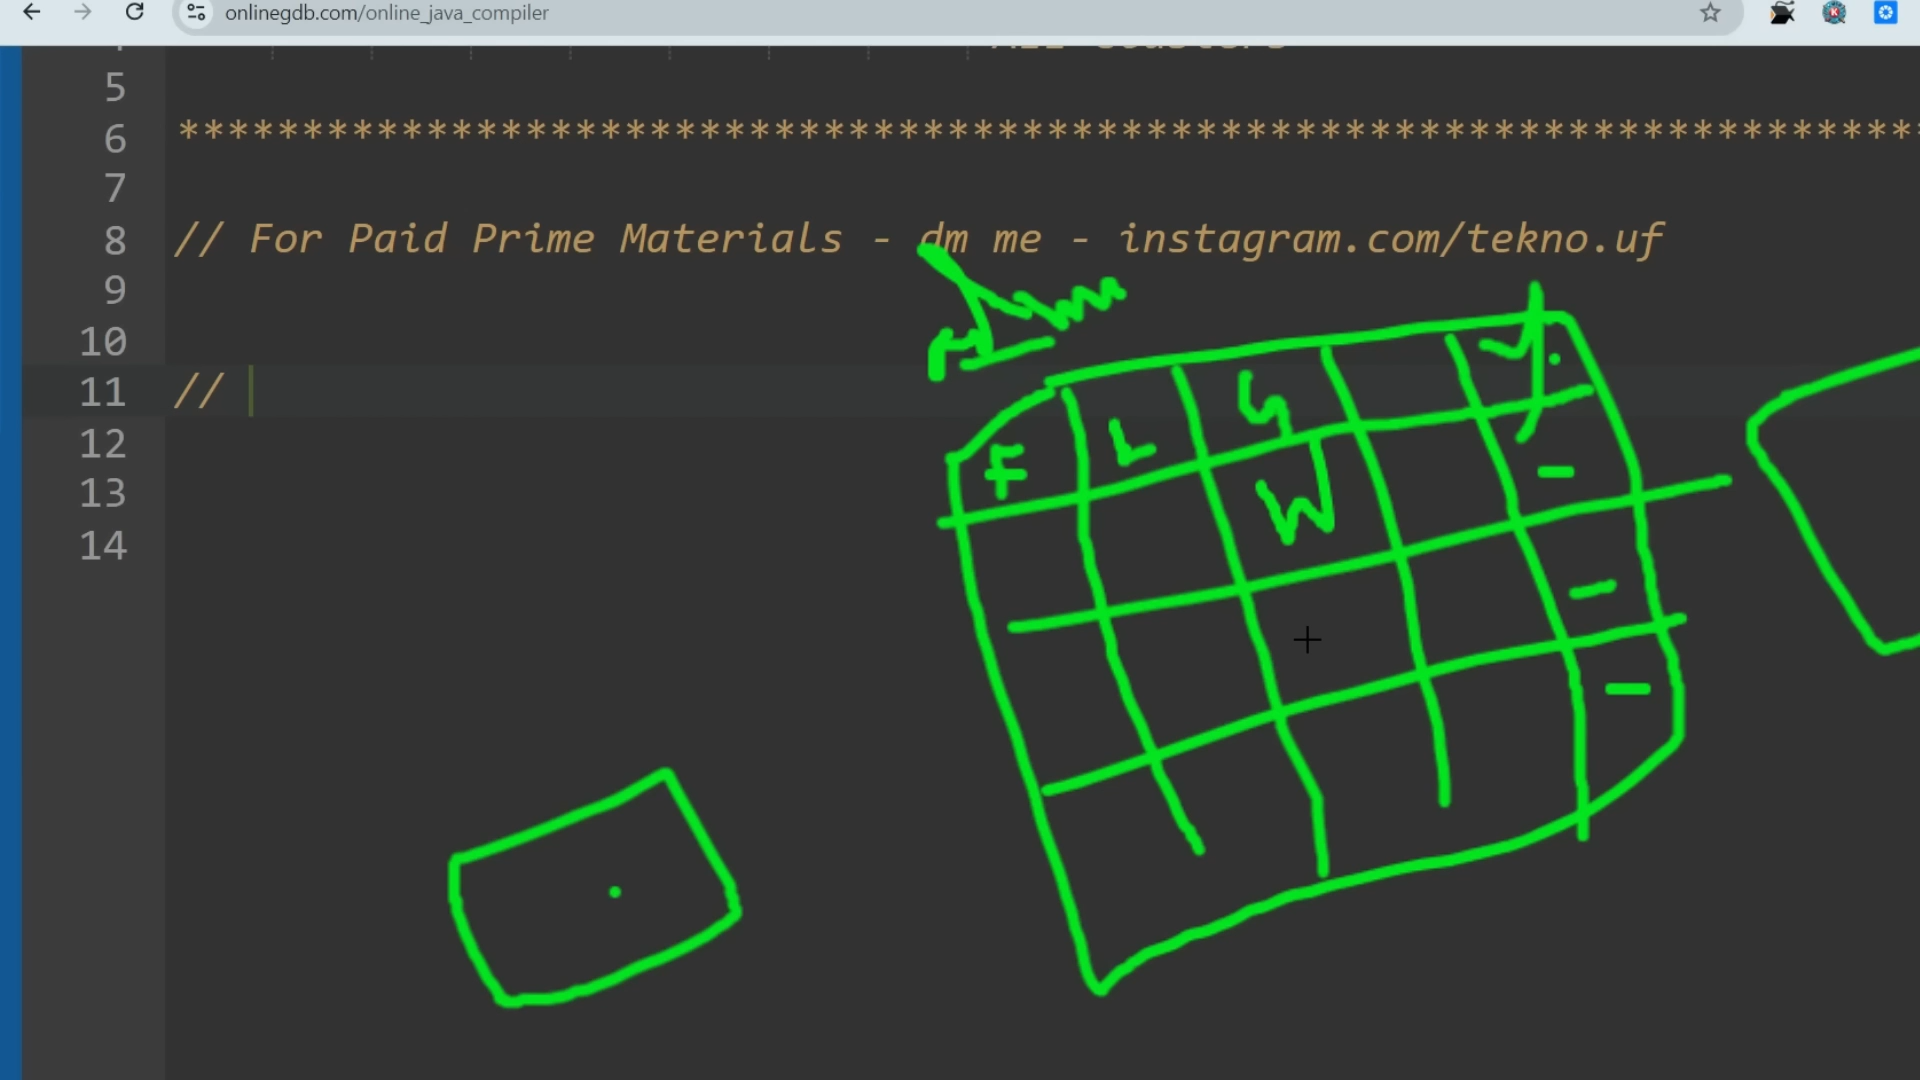 onlinegdb.com/online_java_compiler
5
6 ******************************************************************************
7
8 // For Paid Prime Materials - dm me - instagram.com/tekno.uf
9
10
11 //
12
13
14
F L
W